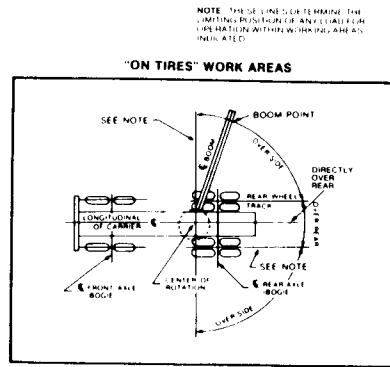 NOTE THESE LINES DETERMINE THE
LIMITING POSITION OF ANY LOAD FOR
OPERATION WITHIN WORKING AREAS
INDICATED
"ON TIRES" WORK AREAS
SEE NOTE
BOOM POINT
℄ BOOM
OVER SIDE
DIRECTLY
OVER
REAR
REAR WHEEL
TRACK
LONGITUDINAL ℄
OF CARRIER
OVER REAR
CENTER OF
ROTATION
SEE NOTE
℄ FRONT AXLE
BOGIE
℄ REAR AXLE
BOGIE
OVER SIDE